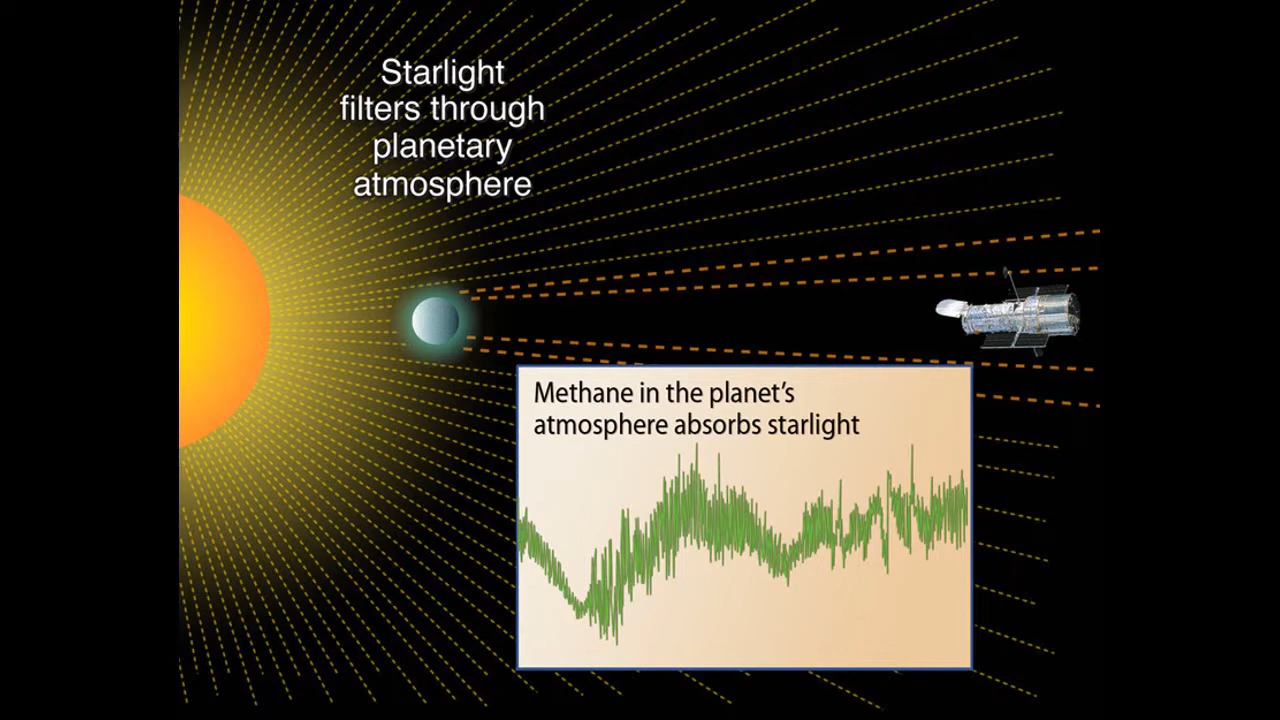 Starlight
filters through
planetary
atmosphere
Methane in the planet’s
atmosphere absorbs starlight